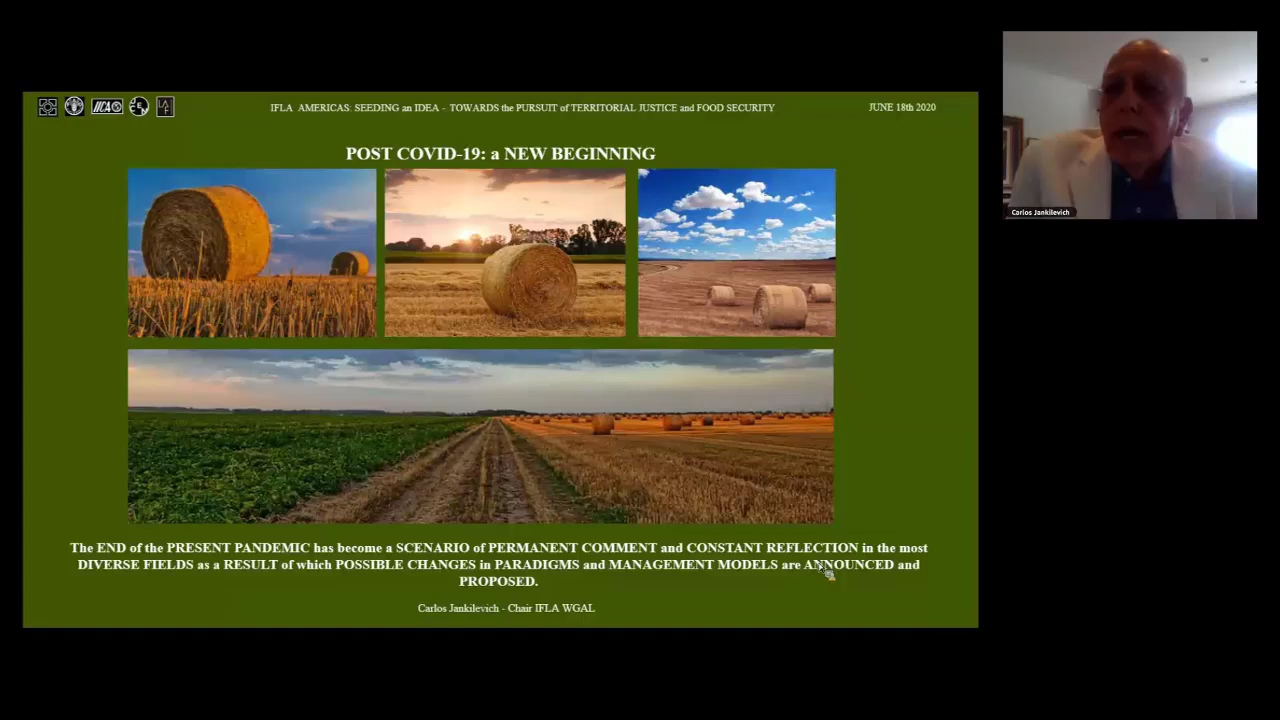 IICA
IFLA AMERICAS: SEEDING an IDEA - TOWARDS the PURSUIT of TERRITORIAL JUSTICE and FOOD SECURITY
JUNE 18th 2020
POST COVID-19: a NEW BEGINNING
The END of the PRESENT PANDEMIC has become a SCENARIO of PERMANENT COMMENT and CONSTANT REFLECTION in the most
DIVERSE FIELDS as a RESULT of which POSSIBLE CHANGES in PARADIGMS and MANAGEMENT MODELS are ANNOUNCED and
PROPOSED.
Carlos Jankilevich - Chair IFLA WGAL
Carlos Jankilevich